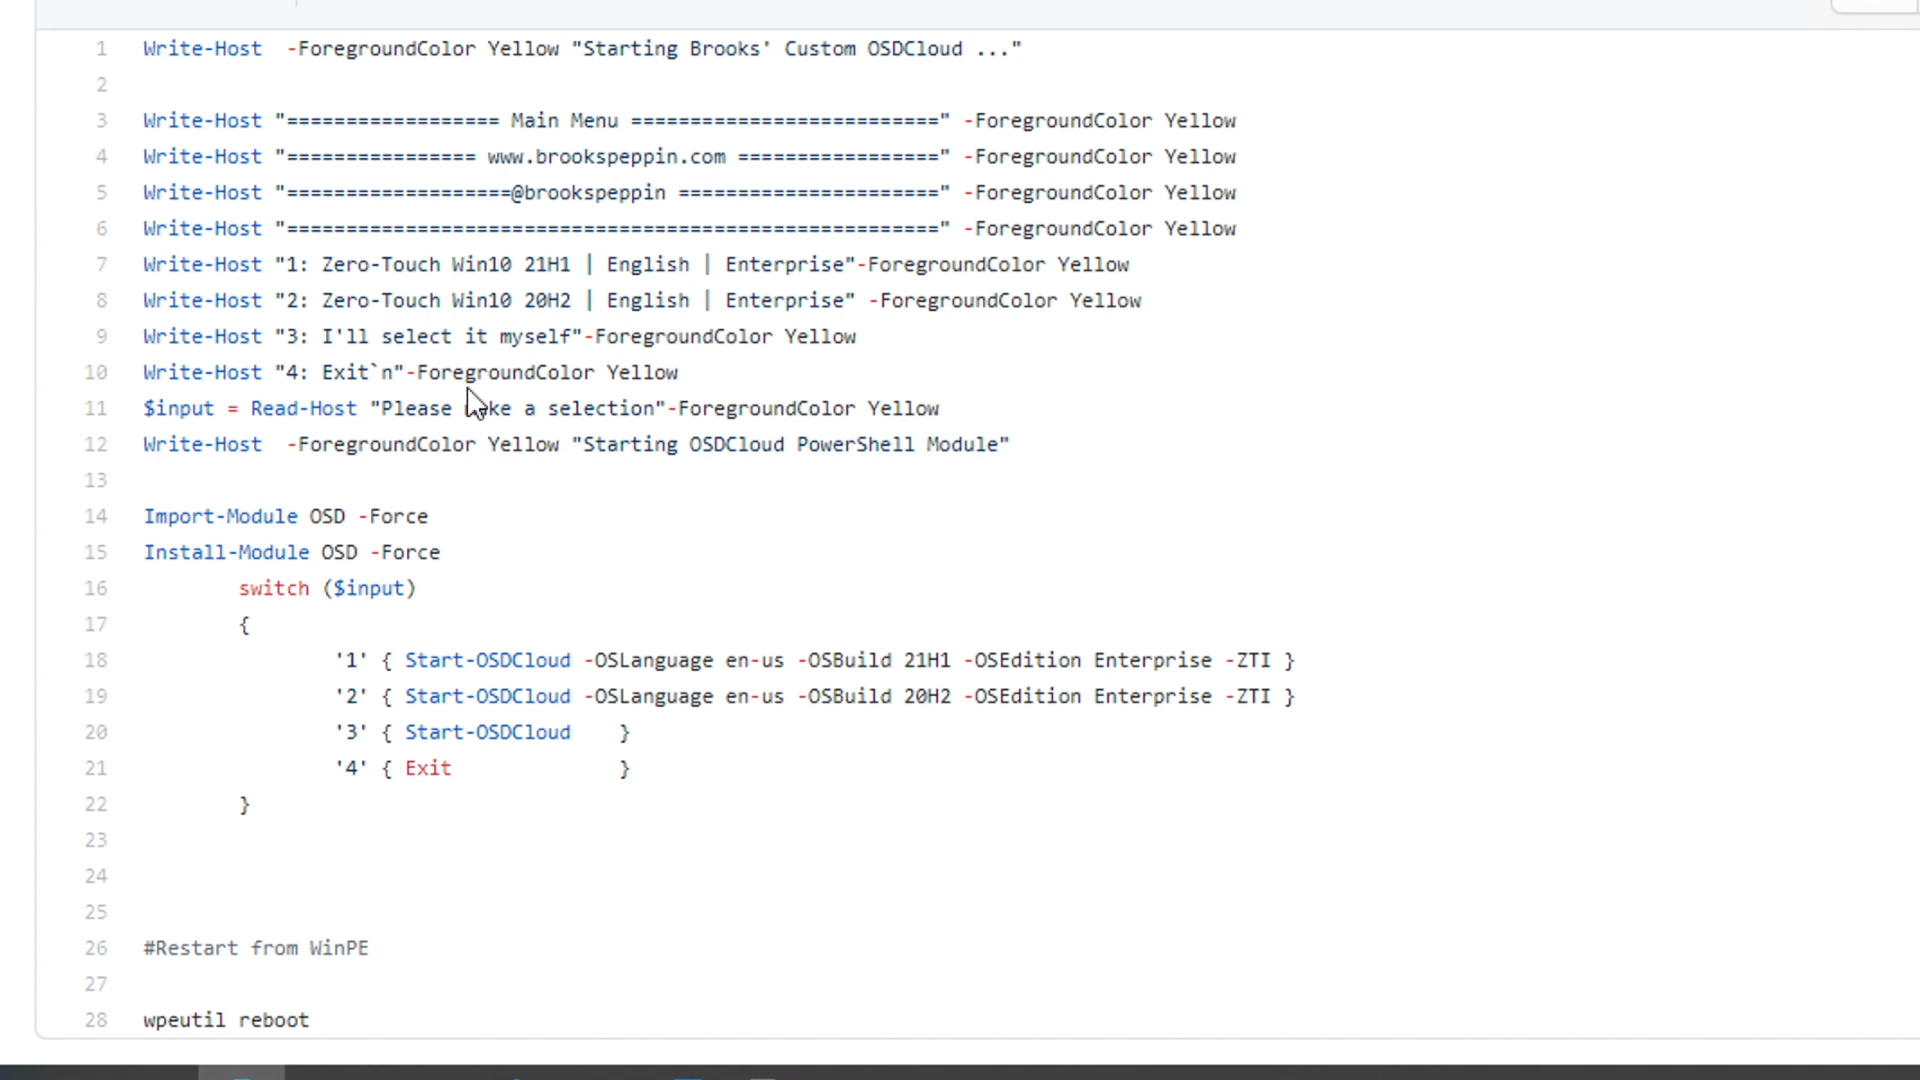 1 Write-Host  -ForegroundColor Yellow "Starting Brooks' Custom OSDCloud ..."
2
3 Write-Host "================== Main Menu ==========================" -ForegroundColor Yellow
4 Write-Host "================ www.brookspeppin.com =================" -ForegroundColor Yellow
5 Write-Host "===================@brookspeppin ======================" -ForegroundColor Yellow
6 Write-Host "=======================================================" -ForegroundColor Yellow
7 Write-Host "1: Zero-Touch Win10 21H1 | English | Enterprise"-ForegroundColor Yellow
8 Write-Host "2: Zero-Touch Win10 20H2 | English | Enterprise" -ForegroundColor Yellow
9 Write-Host "3: I'll select it myself"-ForegroundColor Yellow
10 Write-Host "4: Exit`n"-ForegroundColor Yellow
11 $input = Read-Host "Please make a selection"-ForegroundColor Yellow
12 Write-Host  -ForegroundColor Yellow "Starting OSDCloud PowerShell Module"
13
14 Import-Module OSD -Force
15 Install-Module OSD -Force
16         switch ($input)
17         {
18                 '1' { Start-OSDCloud -OSLanguage en-us -OSBuild 21H1 -OSEdition Enterprise -ZTI }
19                 '2' { Start-OSDCloud -OSLanguage en-us -OSBuild 20H2 -OSEdition Enterprise -ZTI }
20                 '3' { Start-OSDCloud    }
21                 '4' { Exit              }
22         }
23
24
25
26 #Restart from WinPE
27
28 wpeutil reboot